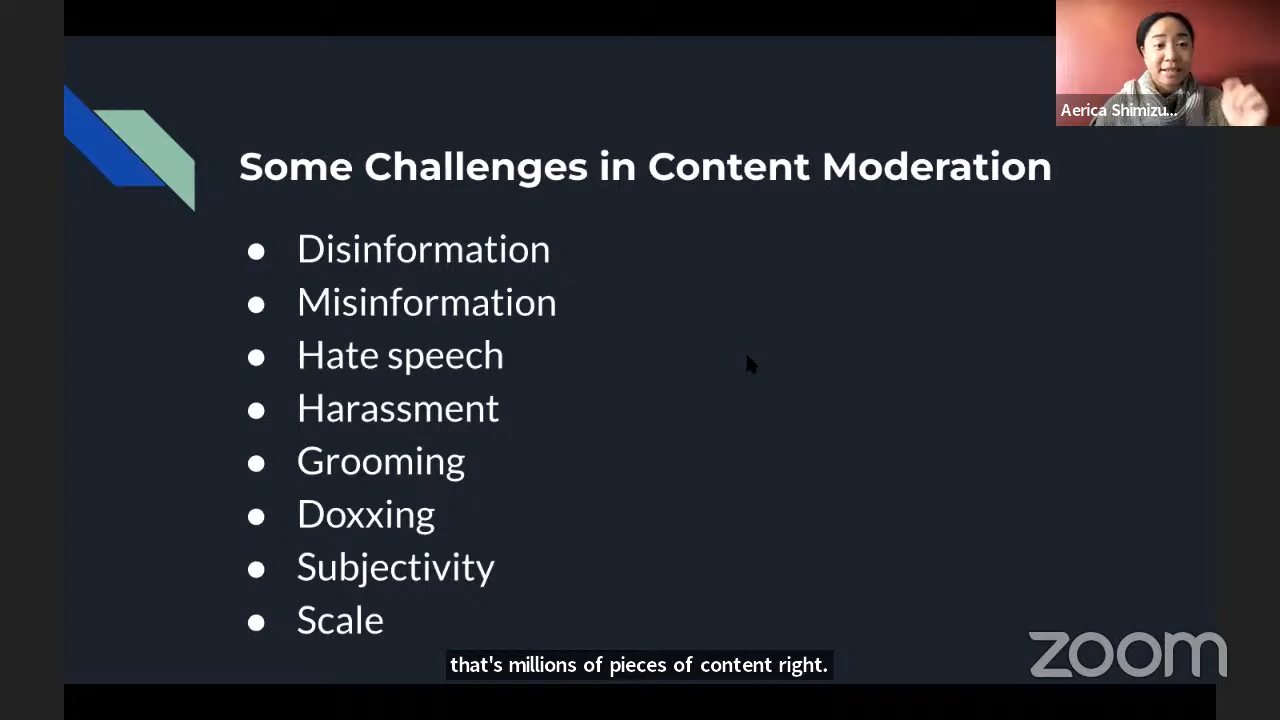 Aerica Shimizu...
Some Challenges in Content Moderation
● Disinformation
● Misinformation
● Hate speech
● Harassment
● Grooming
● Doxxing
● Subjectivity
● Scale
that's millions of pieces of content right.
zoom